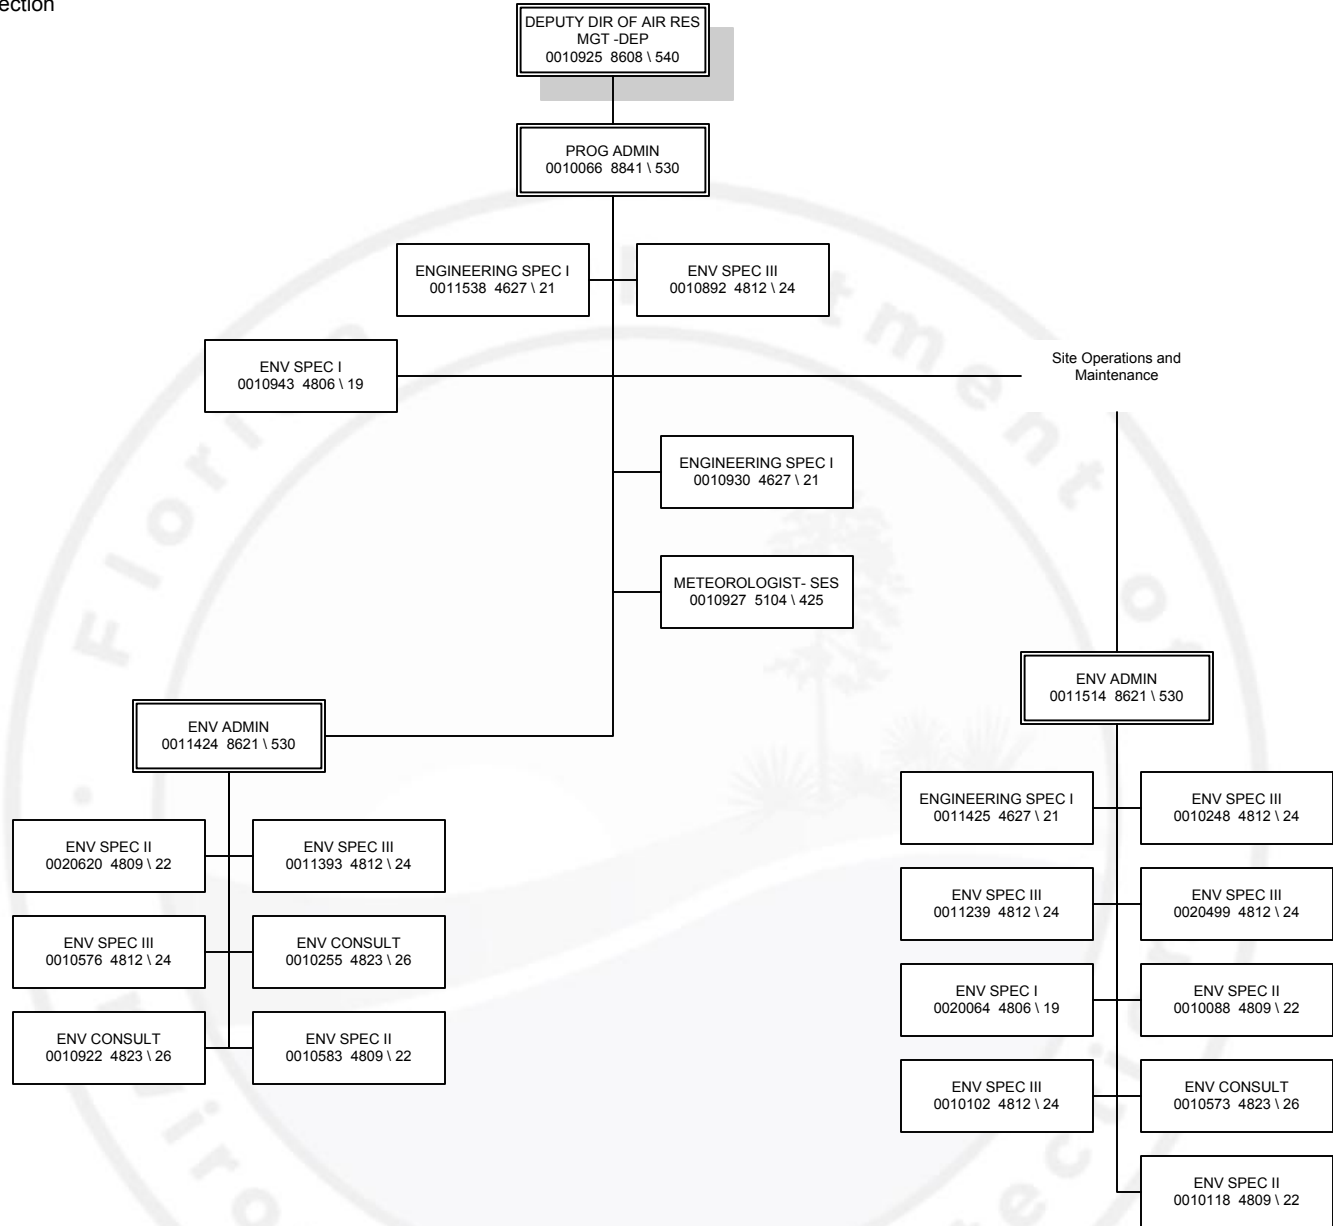 ection
DEPUTY DIR OF AIR RES
MGT -DEP
0010925 8608 \ 540
PROG ADMIN
0010066 8841 \ 530
ENGINEERING SPEC I
0011538 4627 \ 21
ENV SPEC III
0010892 4812 \ 24
ENV SPEC I
0010943 4806 \ 19
Site Operations and
Maintenance
ENGINEERING SPEC I
0010930 4627 \ 21
METEOROLOGIST- SES
0010927 5104 \ 425
ENV ADMIN
0011514 8621 \ 530
ENV ADMIN
0011424 8621 \ 530
ENGINEERING SPEC I
0011425 4627 \ 21
ENV SPEC III
0010248 4812 \ 24
ENV SPEC II
0020620 4809 \ 22
ENV SPEC III
0011393 4812 \ 24
ENV SPEC III
0011239 4812 \ 24
ENV SPEC III
0020499 4812 \ 24
ENV SPEC III
0010576 4812 \ 24
ENV CONSULT
0010255 4823 \ 26
ENV SPEC I
0020064 4806 \ 19
ENV SPEC II
0010088 4809 \ 22
ENV CONSULT
0010922 4823 \ 26
ENV SPEC II
0010583 4809 \ 22
ENV SPEC III
0010102 4812 \ 24
ENV CONSULT
0010573 4823 \ 26
ENV SPEC II
0010118 4809 \ 22